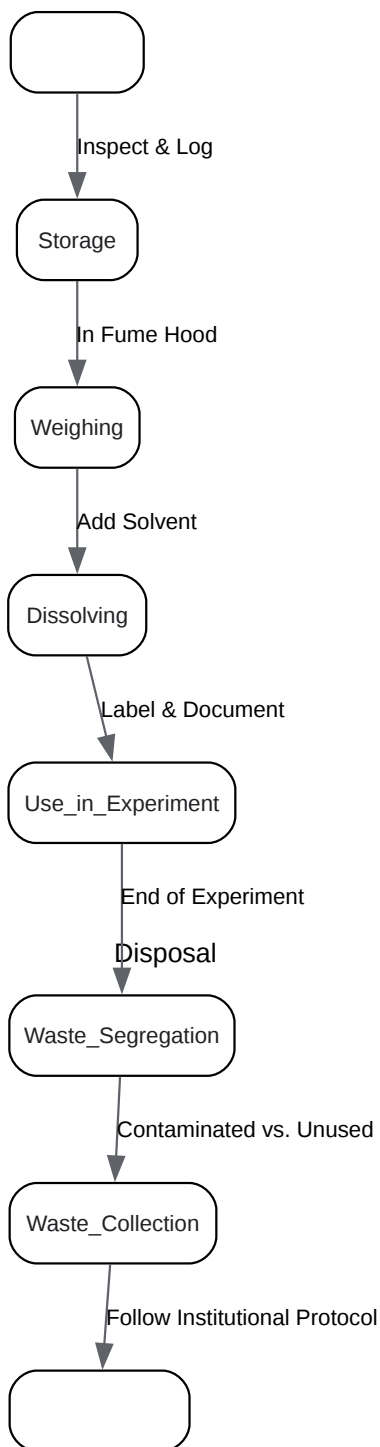 Inspect & Log
Storage
In Fume Hood
Weighing
Add Solvent
Dissolving
Label & Document
Use_in_Experiment
End of Experiment
Disposal
Waste_Segregation
Contaminated vs. Unused
Waste_Collection
Follow Institutional Protocol